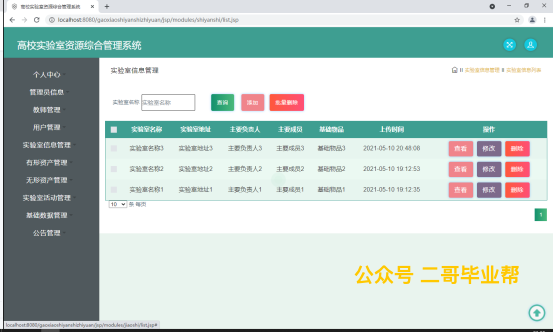 高校实验室资源综合管理系统
localhost:8080/gaoxiaoshiyanshizhiyuan/jsp/modules/shiyanshi/list.jsp
高校实验室资源综合管理系统
个人中心
管理员信息
教师管理
用户管理
实验室信息管理
有形资产管理
无形资产管理
实验室活动管理
基础数据管理
公告管理
实验室信息管理
实验室信息管理 实验室信息列表
实验室名称 实验室名称 查询 添加 批量删除
实验室名称 实验室地址 主要负责人 主要成员 基础物品 上传时间 操作
实验室名称3 实验室地址3 主要负责人3 主要成员3 基础物品3 2021-05-10 20:48:08 查看 修改 删除
实验室名称2 实验室地址2 主要负责人2 主要成员2 基础物品2 2021-05-10 19:12:53 查看 修改 删除
实验室名称1 实验室地址1 主要负责人1 主要成员1 基础物品1 2021-05-10 19:12:35 查看 修改 删除
10 条 每页
1
公众号 二哥毕业帮
localhost:8080/gaoxiaoshiyanshizhiyuan/jsp/modules/jiaoshi/list.jsp#